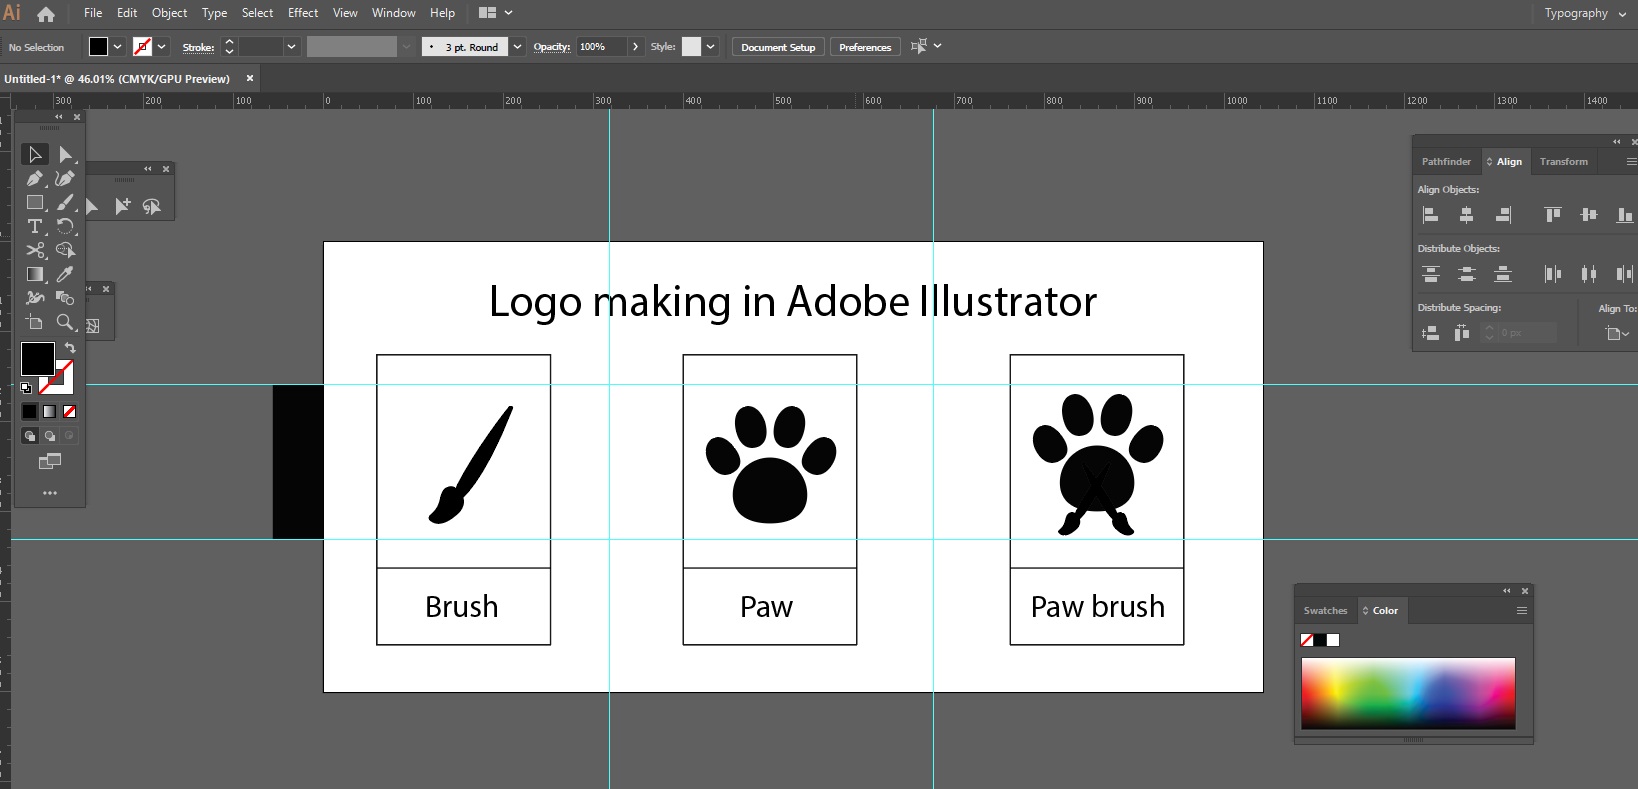 Ai File Edit Object Type Select Effect View Window Help Typography
No Selection Stroke: 3 pt. Round Opacity: 100% Style: Document Setup Preferences
Untitled-1* @ 46.01% (CMYK/GPU Preview)
300 200 100 0 100 200 300 400 500 600 700 800 900 1000 1100 1200 1300 1400
Pathfinder Align Transform
Align Objects:
Distribute Objects:
Distribute Spacing: Align To:
0 px
Logo making in Adobe Illustrator
Brush Paw Paw brush
Swatches Color